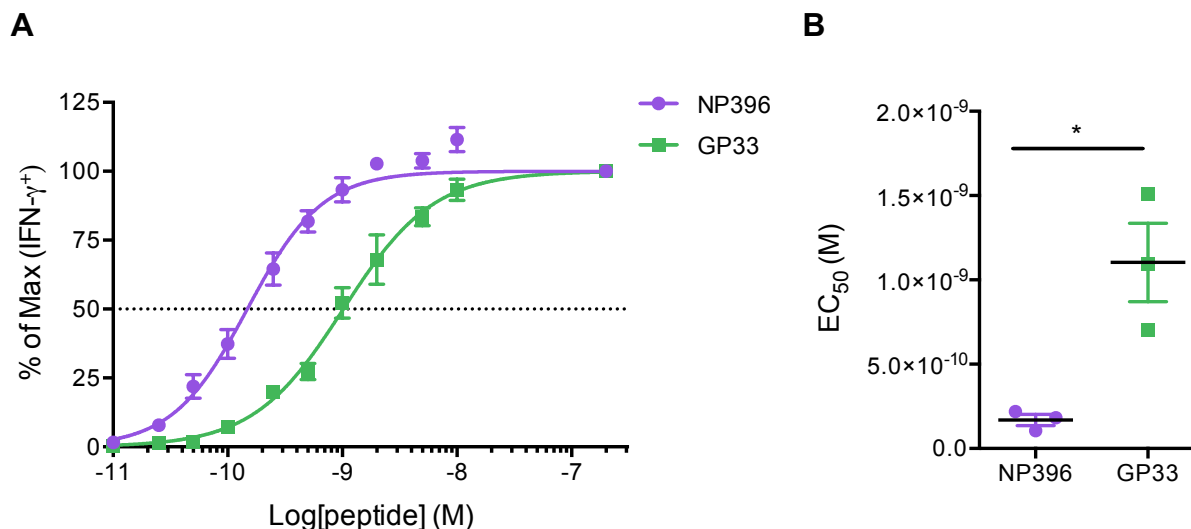 A
% of Max (IFN-γ+)
125
100
75
50
25
0
-11
-10
-9
-8
-7
Log[peptide] (M)
NP396
GP33
B
EC50 (M)
2.0×10-9
1.5×10-9
1.0×10-9
5.0×10-10
0.0
*
NP396
GP33